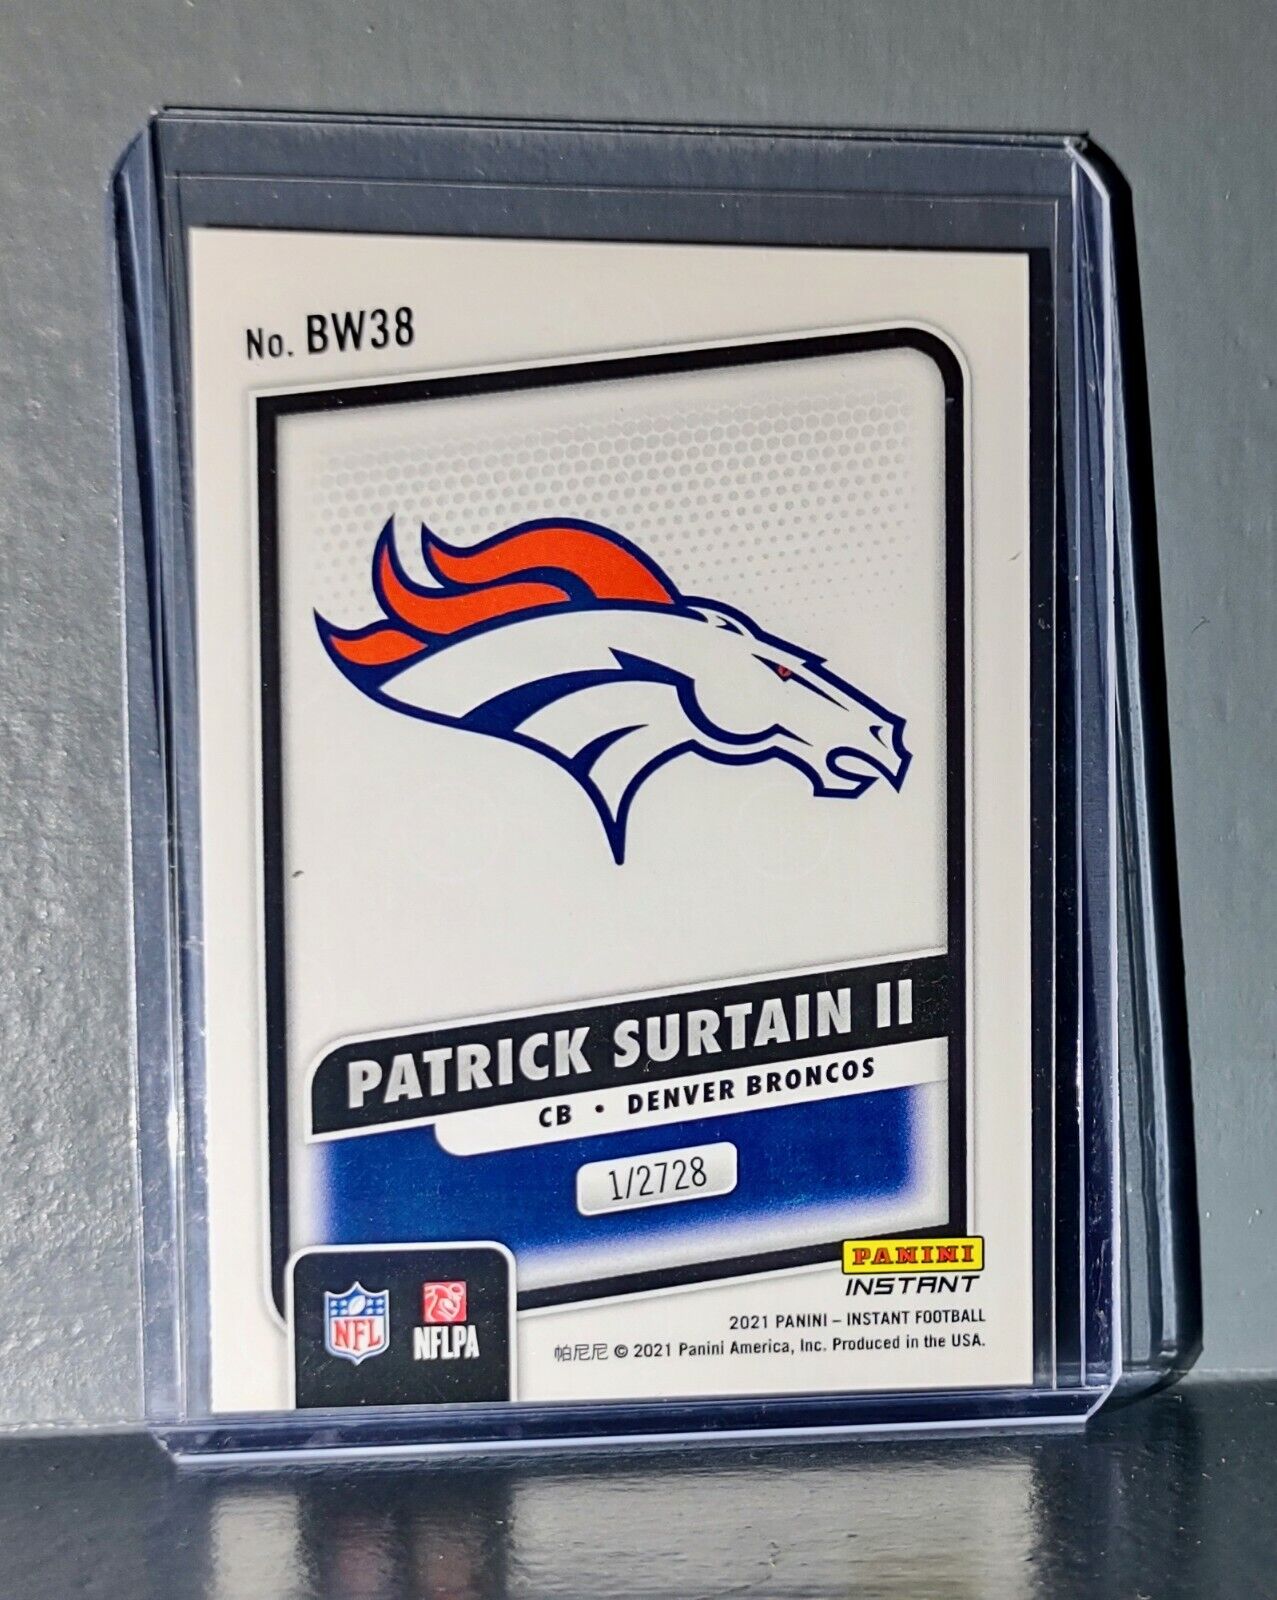 No. BW38
PATRICK SURTAIN II
CB • DENVER BRONCOS
1/2728
PANINI
INSTANT
NFL
NFLPA
2021 PANINI – INSTANT FOOTBALL
帕尼尼 © 2021 Panini America, Inc. Produced in the USA.